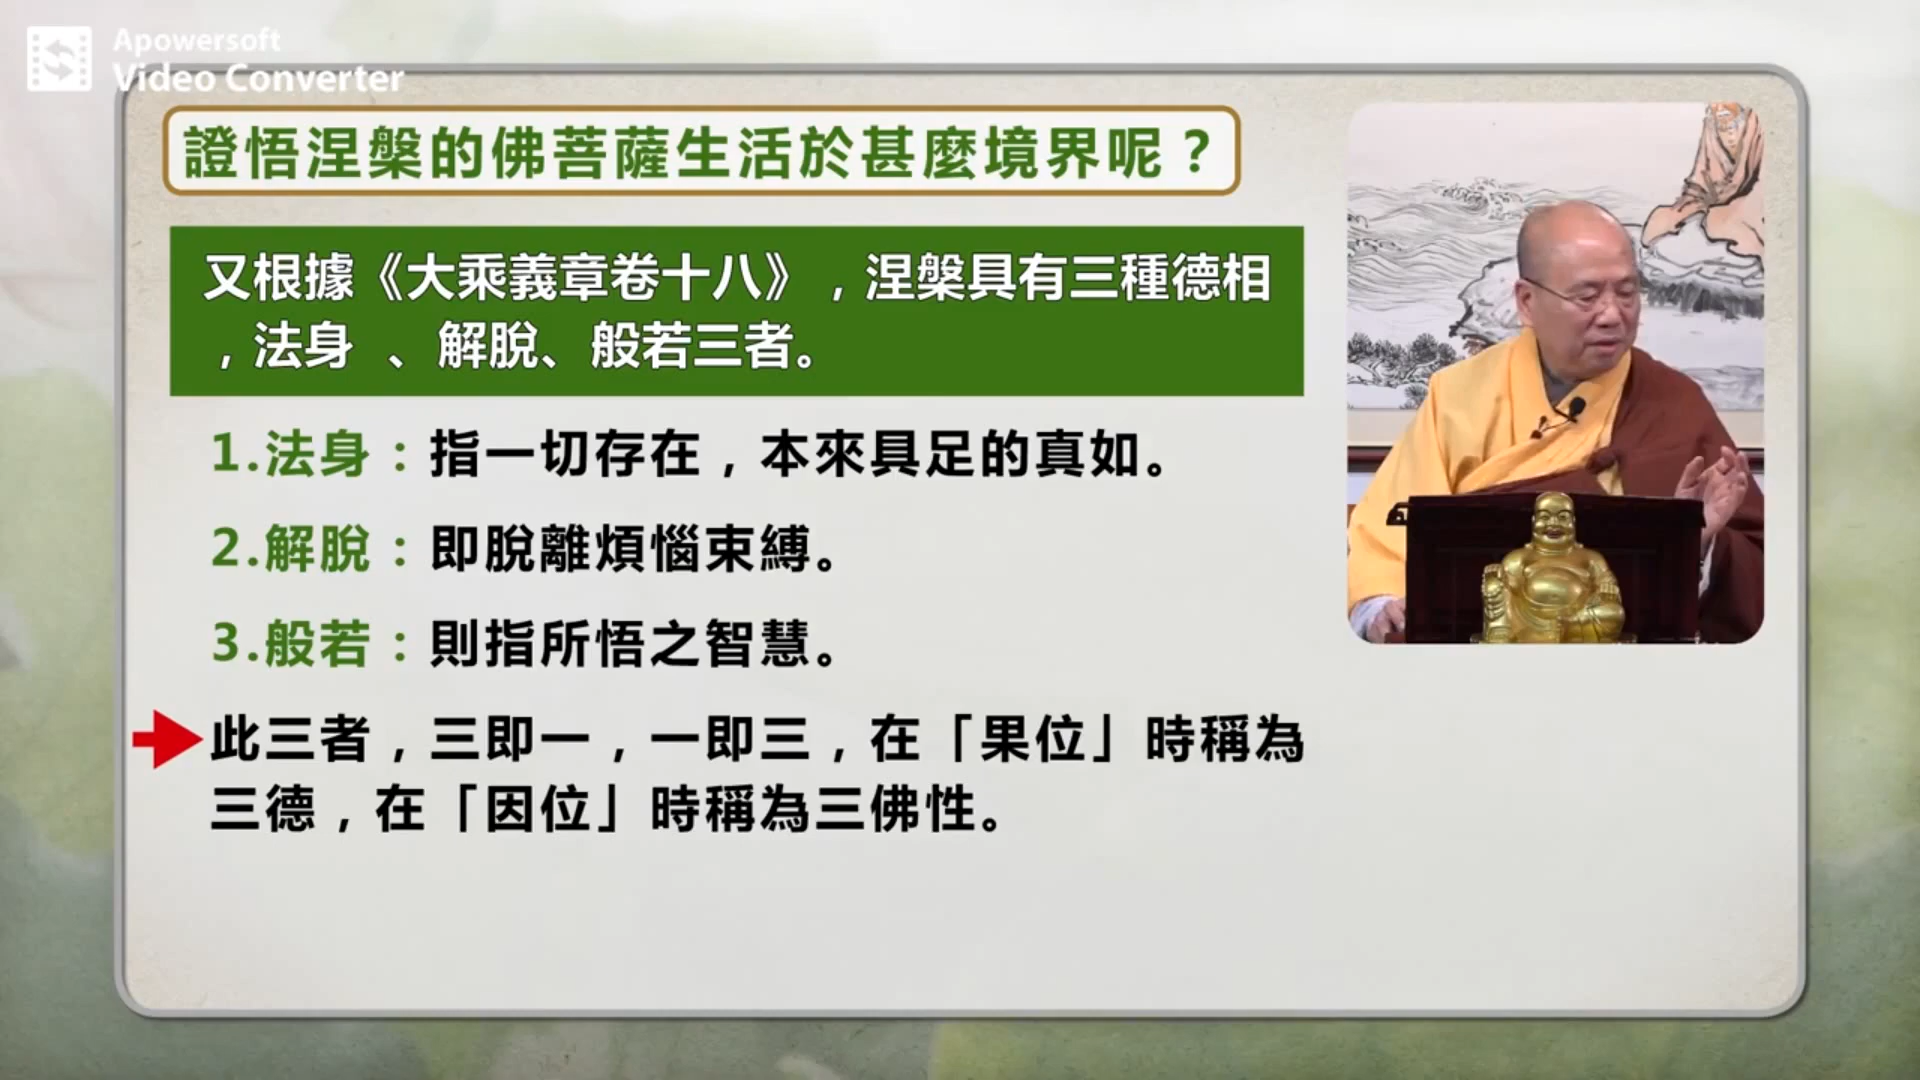 Apowersoft
Video Converter
證悟涅槃的佛菩薩生活於甚麼境界呢？
又根據《大乘義章卷十八》，涅槃具有三種德相
，法身 、解脫、般若三者。
1.法身：指一切存在，本來具足的真如。
2.解脫：即脫離煩惱束縛。
3.般若：則指所悟之智慧。
此三者，三即一，一即三，在「果位」時稱為
三德，在「因位」時稱為三佛性。